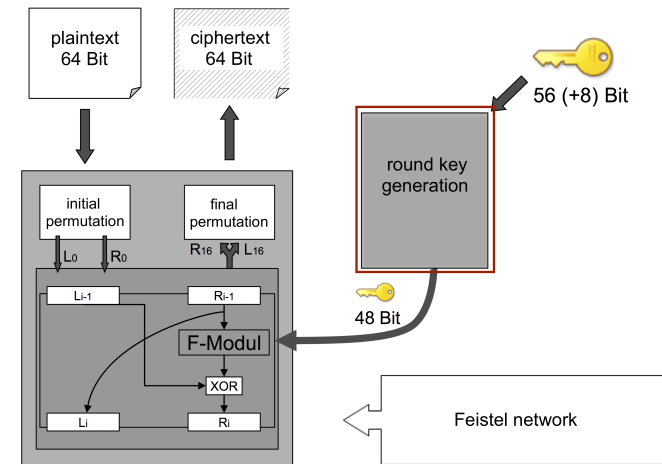 plaintext
64 Bit
ciphertext
64 Bit
56 (+8) Bit
round key
generation
initial
permutation
final
permutation
L0
R0
R16
L16
Li-1
Ri-1
48 Bit
F-Modul
XOR
Li
Ri
Feistel network